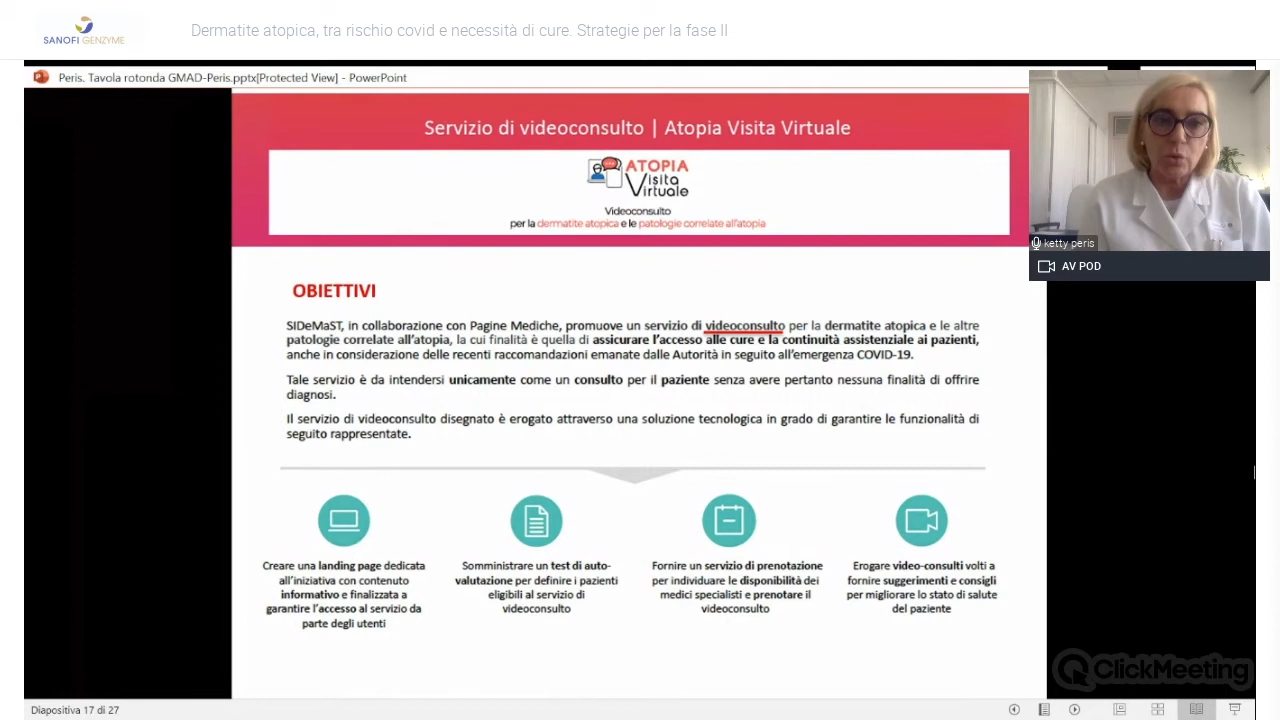 SANOFI GENZYME
Dermatite atopica, tra rischio covid e necessità di cure. Strategie per la fase II
Peris. Tavola rotonda GMAD-Peris.pptx[Protected View] - PowerPoint
Servizio di videoconsulto | Atopia Visita Virtuale
ATOPIA
Visita
Virtuale
Videoconsulto
per la dermatite atopica e le patologie correlate all'atopia
ketty peris
AV POD
OBIETTIVI
SIDeMaST, in collaborazione con Pagine Mediche, promuove un servizio di videoconsulto per la dermatite atopica e le altre
patologie correlate all'atopia, la cui finalità è quella di assicurare l'accesso alle cure e la continuità assistenziale ai pazienti,
anche in considerazione delle recenti raccomandazioni emanate dalle Autorità in seguito all'emergenza COVID-19.
Tale servizio è da intendersi unicamente come un consulto per il paziente senza avere pertanto nessuna finalità di offrire
diagnosi.
Il servizio di videoconsulto disegnato è erogato attraverso una soluzione tecnologica in grado di garantire le funzionalità di
seguito rappresentate.
Creare una landing page dedicata
all'iniziativa con contenuto
informativo e finalizzata a
garantire l'accesso al servizio da
parte degli utenti
Somministrare un test di auto-
valutazione per definire i pazienti
eligibili al servizio di
videoconsulto
Fornire un servizio di prenotazione
per individuare le disponibilità dei
medici specialisti e prenotare il
videoconsulto
Erogare video-consulti volti a
fornire suggerimenti e consigli
per migliorare lo stato di salute
del paziente
ClickMeeting
Diapositiva 17 di 27